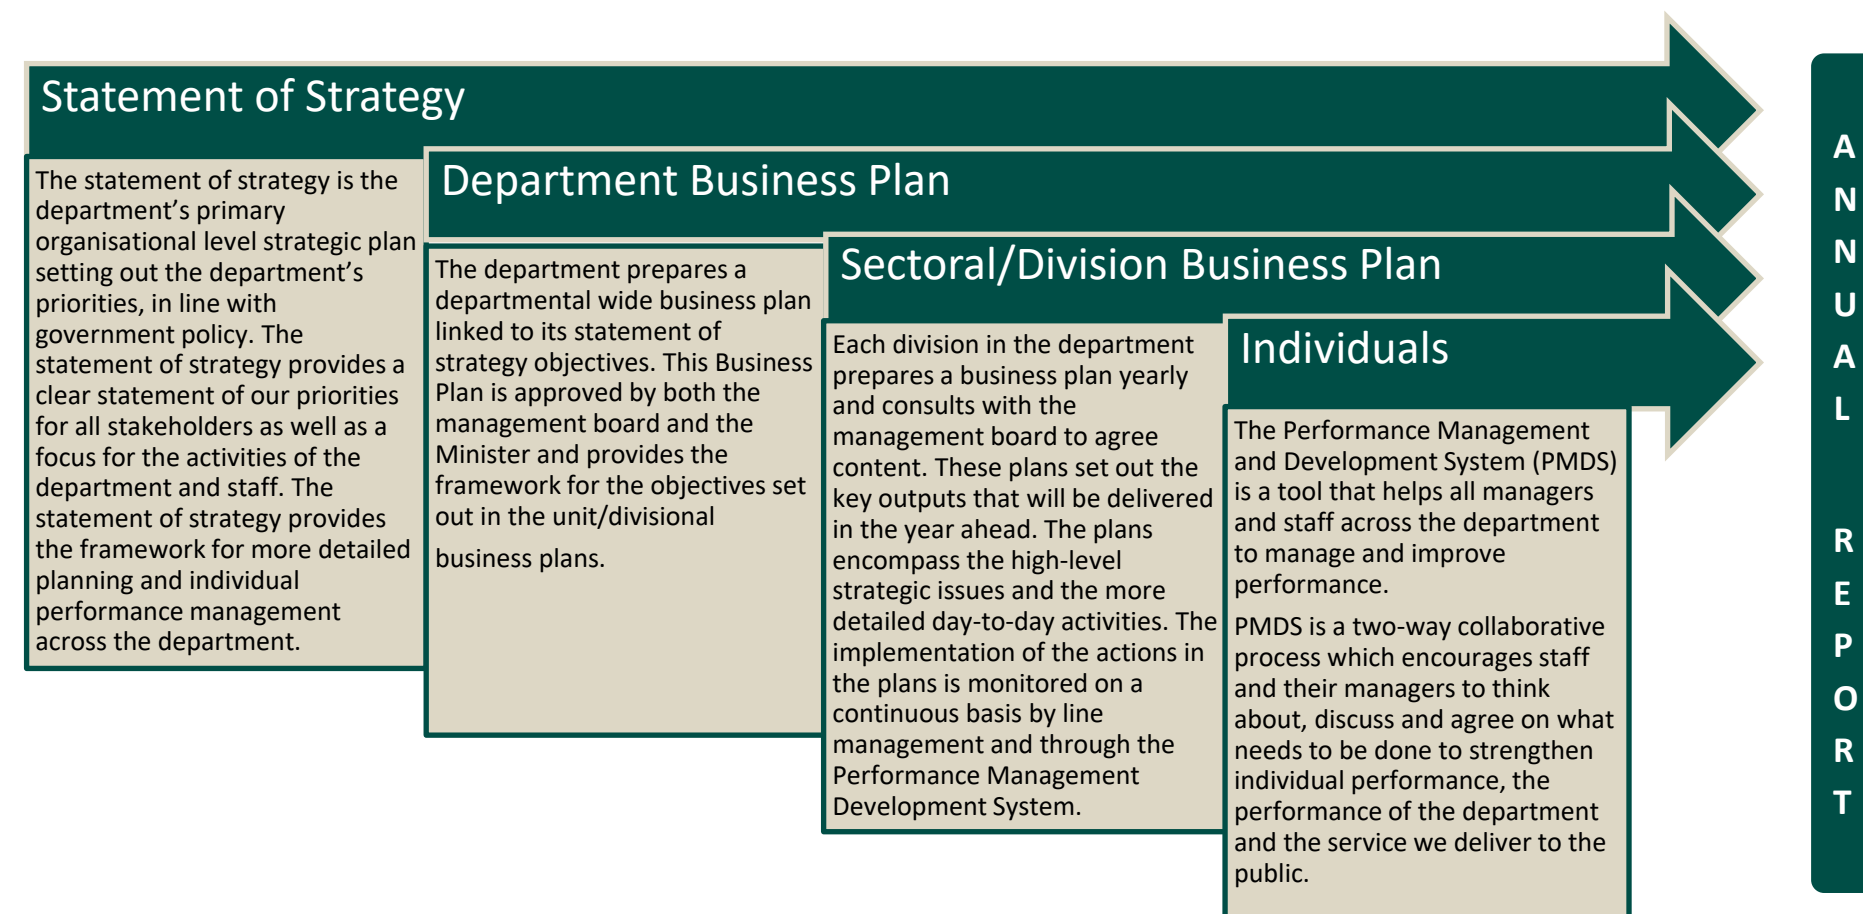 Statement of Strategy
The statement of strategy is the
department’s primary
organisational level strategic plan
setting out the department’s
priorities, in line with
government policy. The
statement of strategy provides a
clear statement of our priorities
for all stakeholders as well as a
focus for the activities of the
department and staff. The
statement of strategy provides
the framework for more detailed
planning and individual
performance management
across the department.
Department Business Plan
The department prepares a
departmental wide business plan
linked to its statement of
strategy objectives. This Business
Plan is approved by both the
management board and the
Minister and provides the
framework for the objectives set
out in the unit/divisional
business plans.
Sectoral/Division Business Plan
Each division in the department
prepares a business plan yearly
and consults with the
management board to agree
content. These plans set out the
key outputs that will be delivered
in the year ahead. The plans
encompass the high-level
strategic issues and the more
detailed day-to-day activities. The
implementation of the actions in
the plans is monitored on a
continuous basis by line
management and through the
Performance Management
Development System.
Individuals
The Performance Management
and Development System (PMDS)
is a tool that helps all managers
and staff across the department
to manage and improve
performance.
PMDS is a two-way collaborative
process which encourages staff
and their managers to think
about, discuss and agree on what
needs to be done to strengthen
individual performance, the
performance of the department
and the service we deliver to the
public.
A
N
N
U
A
L
R
E
P
O
R
T